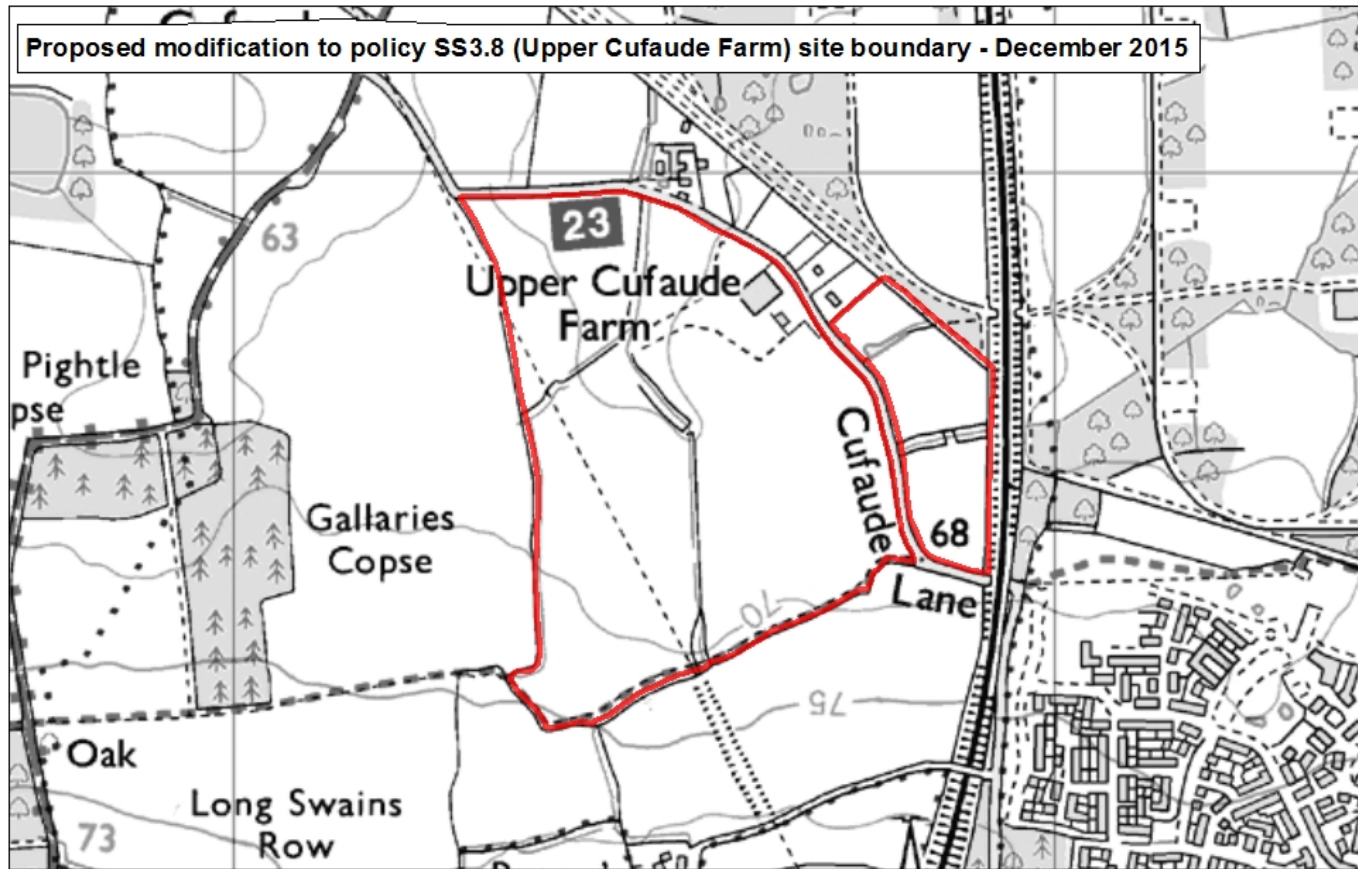 Proposed modification to policy SS3.8 (Upper Cufaude Farm) site boundary - December 2015
23
63
Upper Cufaude
Farm
Pightle
pse
Cufaude
68
Gallaries
Copse
Lane
70
75
Oak
Long Swains
Row
73